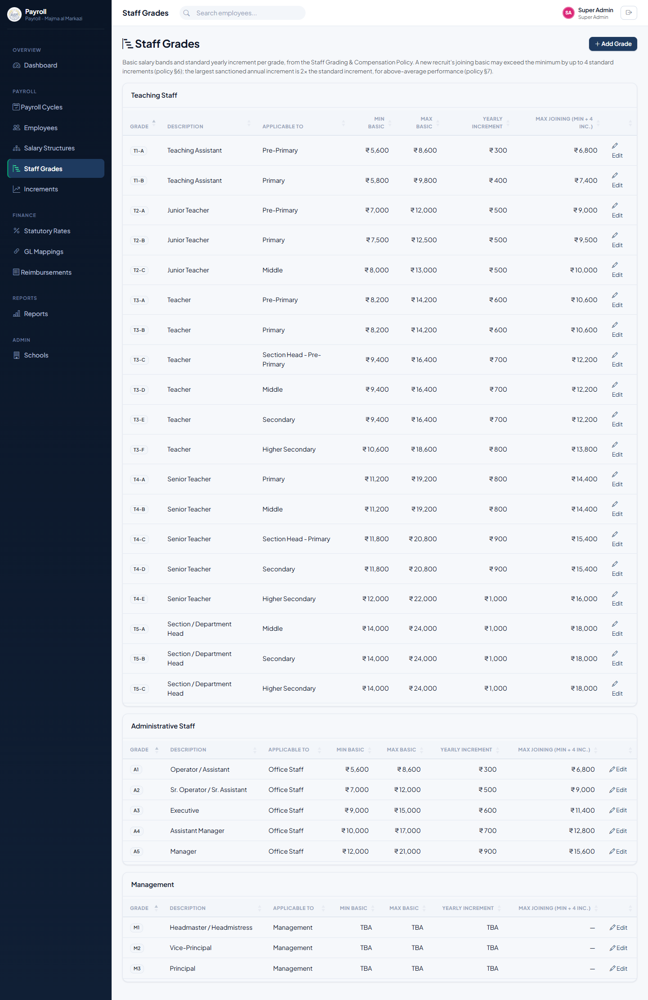 Payroll
Payroll - Majma al Markazi
OVERVIEW
Dashboard
PAYROLL
Payroll Cycles
Employees
Salary Structures
Staff Grades
Increments
FINANCE
Statutory Rates
GL Mappings
Reimbursements
REPORTS
Reports
ADMIN
Schools
Staff Grades
Search employees...
SA
Super Admin
Super Admin
Staff Grades
+ Add Grade
Basic salary bands and standard yearly increment per grade, from the Staff Grading & Compensation Policy. A new recruit's joining basic may exceed the minimum by up to 4 standard
increments (policy §6); the largest sanctioned annual increment is 2× the standard increment, for above-average performance (policy §7).
Teaching Staff
GRADE DESCRIPTION APPLICABLE TO MIN BASIC MAX BASIC YEARLY INCREMENT MAX JOINING (MIN + 4 INC.)
T1-A Teaching Assistant Pre-Primary ₹5,600 ₹8,600 ₹300 ₹6,800 Edit
T1-B Teaching Assistant Primary ₹5,800 ₹9,800 ₹400 ₹7,400 Edit
T2-A Junior Teacher Pre-Primary ₹7,000 ₹12,000 ₹500 ₹9,000 Edit
T2-B Junior Teacher Primary ₹7,500 ₹12,500 ₹500 ₹9,500 Edit
T2-C Junior Teacher Middle ₹8,000 ₹13,000 ₹500 ₹10,000 Edit
T3-A Teacher Pre-Primary ₹8,200 ₹14,200 ₹600 ₹10,600 Edit
T3-B Teacher Primary ₹8,200 ₹14,200 ₹600 ₹10,600 Edit
T3-C Teacher Section Head - Pre-Primary ₹9,400 ₹16,400 ₹700 ₹12,200 Edit
T3-D Teacher Middle ₹9,400 ₹16,400 ₹700 ₹12,200 Edit
T3-E Teacher Secondary ₹9,400 ₹16,400 ₹700 ₹12,200 Edit
T3-F Teacher Higher Secondary ₹10,600 ₹18,600 ₹800 ₹13,800 Edit
T4-A Senior Teacher Primary ₹11,200 ₹19,200 ₹800 ₹14,400 Edit
T4-B Senior Teacher Middle ₹11,200 ₹19,200 ₹800 ₹14,400 Edit
T4-C Senior Teacher Section Head - Primary ₹11,800 ₹20,800 ₹900 ₹15,400 Edit
T4-D Senior Teacher Secondary ₹11,800 ₹20,800 ₹900 ₹15,400 Edit
T4-E Senior Teacher Higher Secondary ₹12,000 ₹22,000 ₹1,000 ₹16,000 Edit
T5-A Section / Department Head Middle ₹14,000 ₹24,000 ₹1,000 ₹18,000 Edit
T5-B Section / Department Head Secondary ₹14,000 ₹24,000 ₹1,000 ₹18,000 Edit
T5-C Section / Department Head Higher Secondary ₹14,000 ₹24,000 ₹1,000 ₹18,000 Edit
Administrative Staff
GRADE DESCRIPTION APPLICABLE TO MIN BASIC MAX BASIC YEARLY INCREMENT MAX JOINING (MIN + 4 INC.)
A1 Operator / Assistant Office Staff ₹5,600 ₹8,600 ₹300 ₹6,800 Edit
A2 Sr. Operator / Sr. Assistant Office Staff ₹7,000 ₹12,000 ₹500 ₹9,000 Edit
A3 Executive Office Staff ₹9,000 ₹15,000 ₹600 ₹11,400 Edit
A4 Assistant Manager Office Staff ₹10,000 ₹17,000 ₹700 ₹12,800 Edit
A5 Manager Office Staff ₹12,000 ₹21,000 ₹900 ₹15,600 Edit
Management
GRADE DESCRIPTION APPLICABLE TO MIN BASIC MAX BASIC YEARLY INCREMENT MAX JOINING (MIN + 4 INC.)
M1 Headmaster / Headmistress Management TBA TBA TBA — Edit
M2 Vice-Principal Management TBA TBA TBA — Edit
M3 Principal Management TBA TBA TBA — Edit